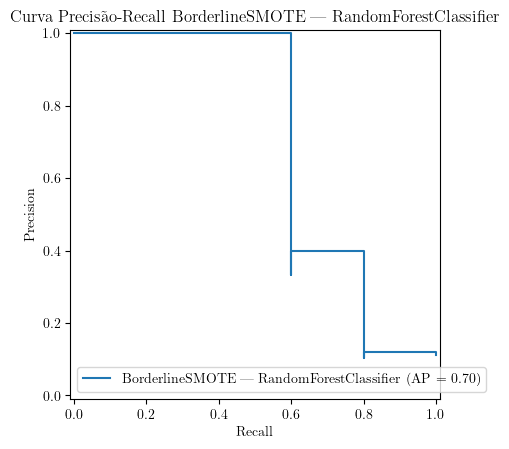 Curva Precisão-Recall BorderlineSMOTE — RandomForestClassifier
1.0
0.8
0.6
0.4
0.2
0.0
Precision
BorderlineSMOTE — RandomForestClassifier (AP = 0.70)
0.0 0.2 0.4 0.6 0.8 1.0
Recall